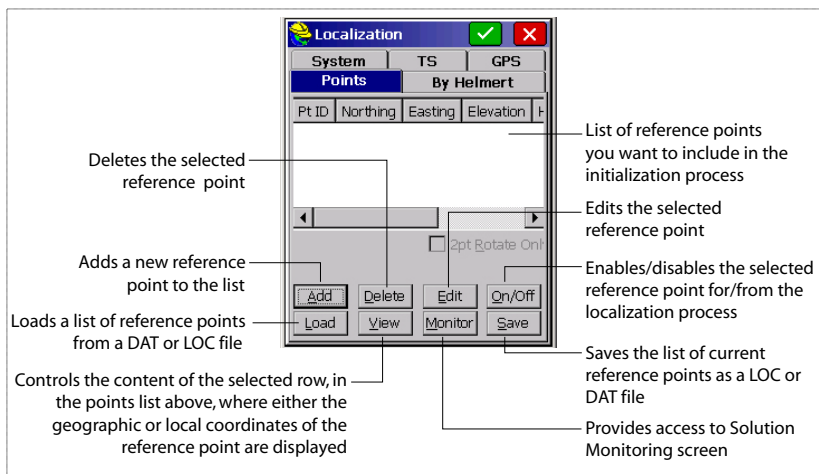 Localization
System TS GPS
Points By Helmert
Pt ID Northing Easting Elevation H
2pt Rotate Onl
Add Delete Edit On/Off
Load View Monitor Save
Deletes the selected
reference point
Adds a new reference
point to the list
Loads a list of reference points
from a DAT or LOC file
Controls the content of the selected row, in
the points list above, where either the
geographic or local coordinates of the
reference point are displayed
List of reference points
you want to include in the
initialization process
Edits the selected
reference point
Enables/disables the selected
reference point for/from the
localization process
Saves the list of current
reference points as a LOC or
DAT file
Provides access to Solution
Monitoring screen